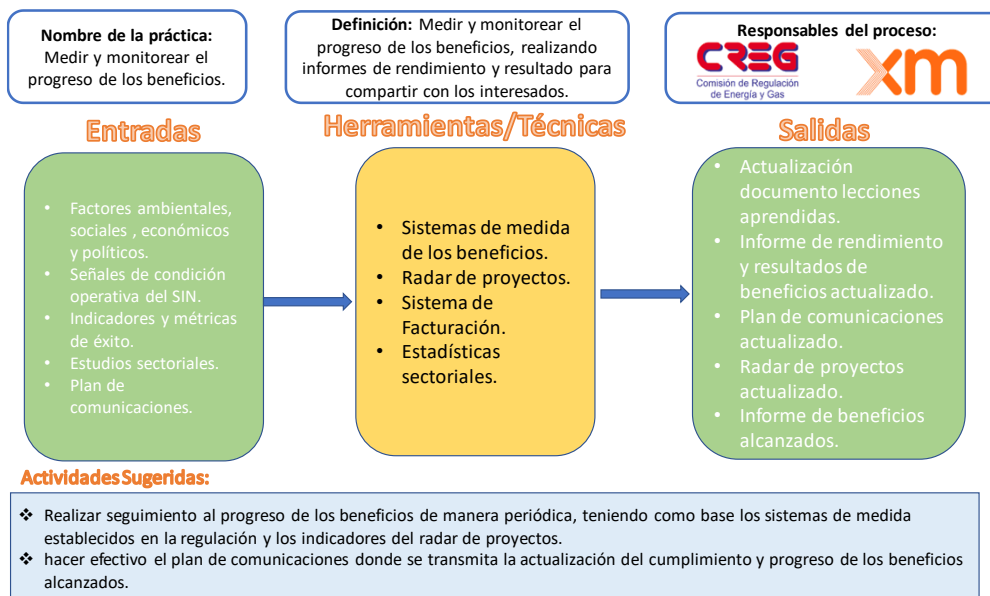 Nombre de la práctica:
Medir y monitorear el
progreso de los beneficios.
Definición: Medir y monitorear el
progreso de los beneficios, realizando
informes de rendimiento y resultado para
compartir con los interesados.
Responsables del proceso:
CREG
Comisión de Regulación
de Energía y Gas
xm
Entradas
Herramientas/Técnicas
Salidas
• Factores ambientales,
sociales , económicos
y políticos.
• Señales de condición
operativa del SIN.
• Indicadores y métricas
de éxito.
• Estudios sectoriales.
• Plan de
comunicaciones.
• Sistemas de medida
de los beneficios.
• Radar de proyectos.
• Sistema de
Facturación.
• Estadísticas
sectoriales.
• Actualización
documento lecciones
aprendidas.
• Informe de rendimiento
y resultados de
beneficios actualizado.
• Plan de comunicaciones
actualizado.
• Radar de proyectos
actualizado.
• Informe de beneficios
alcanzados.
Actividades Sugeridas:
❖ Realizar seguimiento al progreso de los beneficios de manera periódica, teniendo como base los sistemas de medida
establecidos en la regulación y los indicadores del radar de proyectos.
❖ hacer efectivo el plan de comunicaciones donde se transmita la actualización del cumplimiento y progreso de los beneficios
alcanzados.